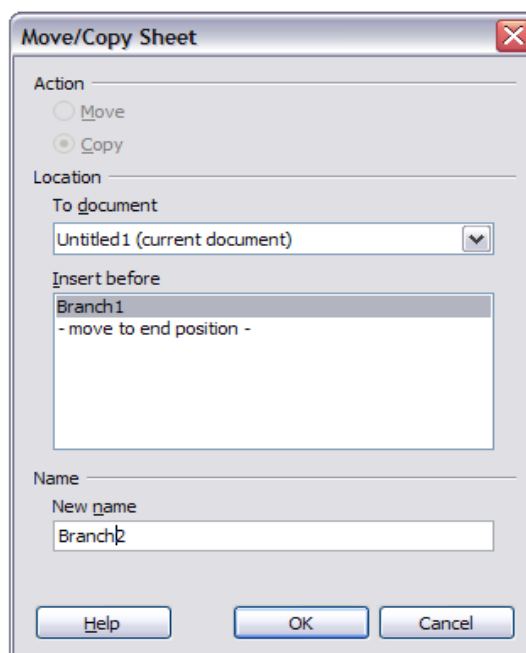 Move/Copy Sheet
Action
Move
Copy
Location
To document
Untitled1 (current document)
Insert before
Branch1
- move to end position -
Name
New name
Branch2
Help OK Cancel